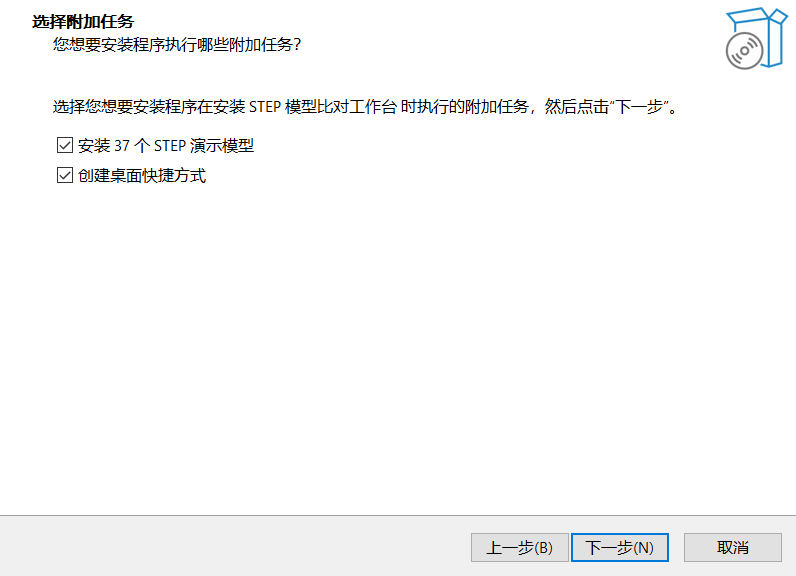 选择附加任务
您想要安装程序执行哪些附加任务？
选择您想要安装程序在安装 STEP 模型比对工作台 时执行的附加任务，然后点击“下一步”。
安装 37 个 STEP 演示模型
创建桌面快捷方式
上一步(B) 下一步(N) 取消